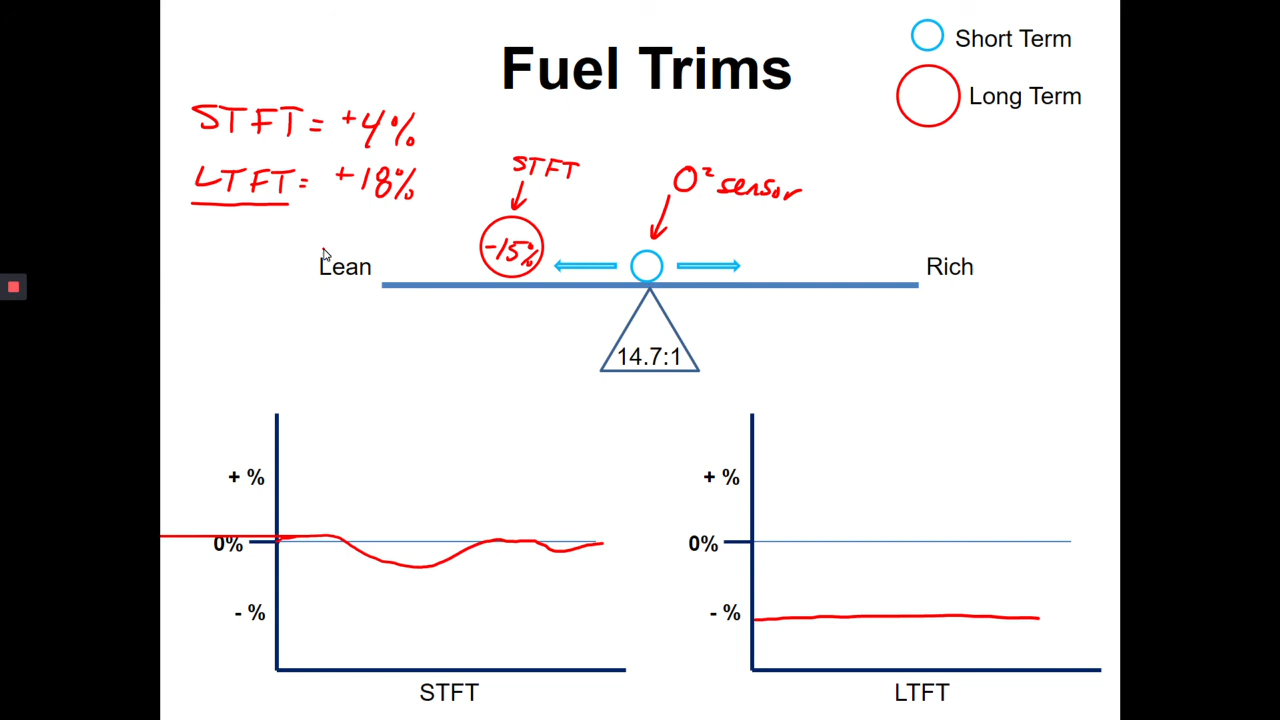 Fuel Trims
Short Term
Long Term
STFT = +4%
LTFT = +18%
STFT
O² sensor
-15%
Lean
Rich
14.7:1
+ %
0%
- %
STFT
+ %
0%
- %
LTFT